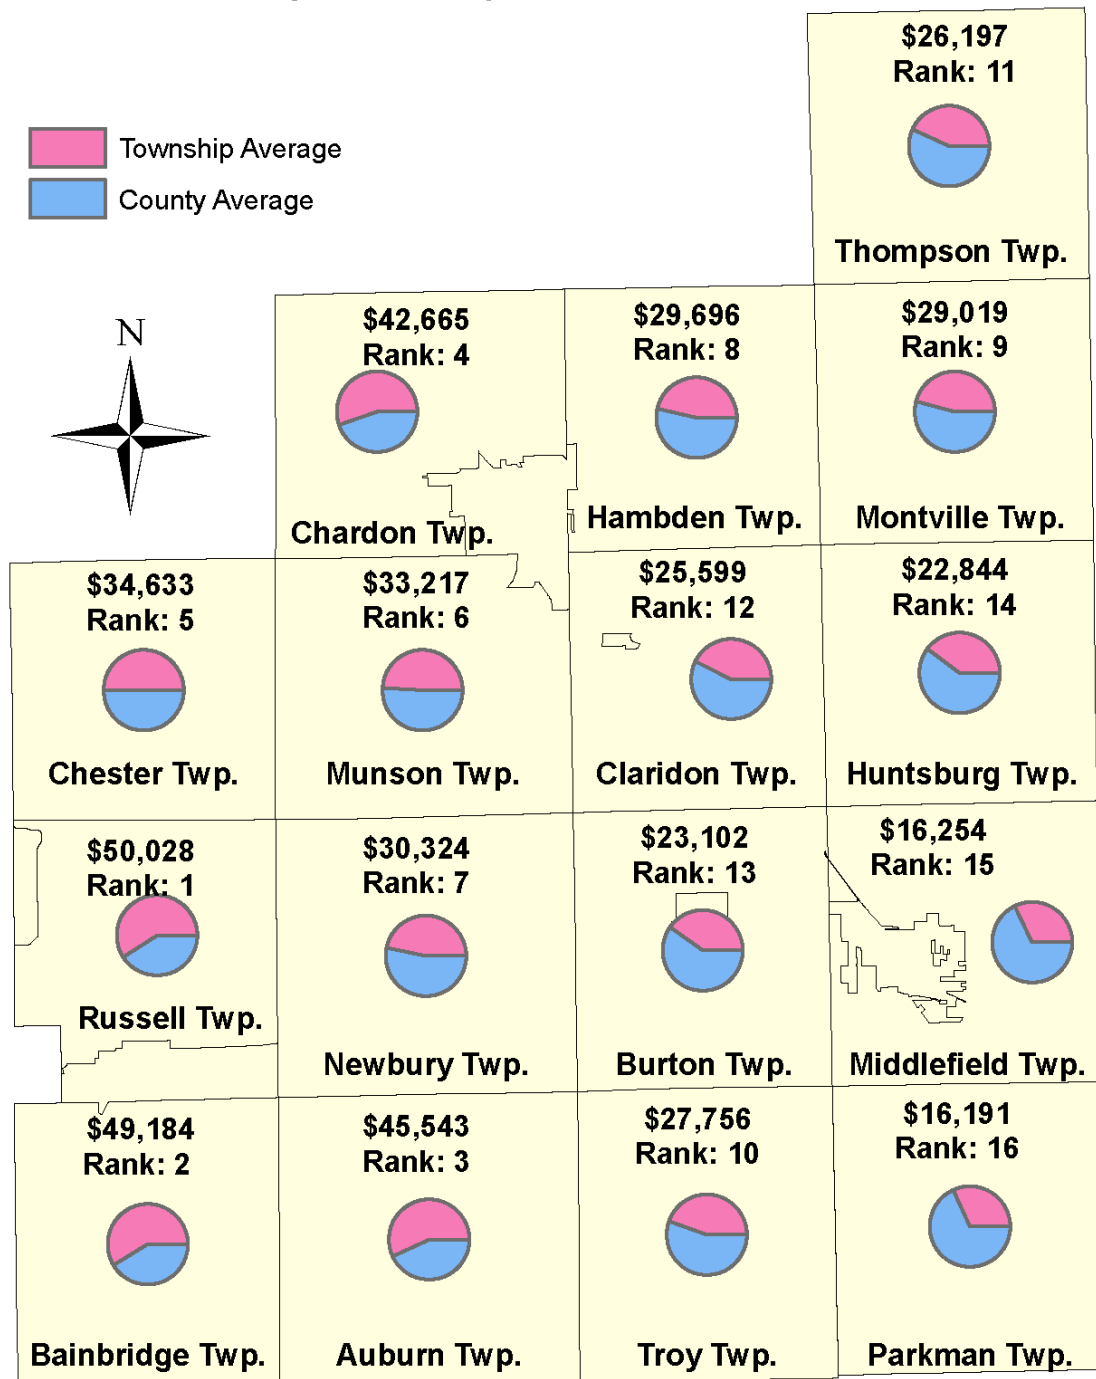 $26,197
Rank: 11
Thompson Twp.
Township Average
County Average
N
$42,665
Rank: 4
Chardon Twp.
$29,696
Rank: 8
Hambden Twp.
$29,019
Rank: 9
Montville Twp.
$34,633
Rank: 5
Chester Twp.
$33,217
Rank: 6
Munson Twp.
$25,599
Rank: 12
Claridon Twp.
$22,844
Rank: 14
Huntsburg Twp.
$50,028
Rank: 1
Russell Twp.
$30,324
Rank: 7
Newbury Twp.
$23,102
Rank: 13
Burton Twp.
$16,254
Rank: 15
Middlefield Twp.
$49,184
Rank: 2
Bainbridge Twp.
$45,543
Rank: 3
Auburn Twp.
$27,756
Rank: 10
Troy Twp.
$16,191
Rank: 16
Parkman Twp.